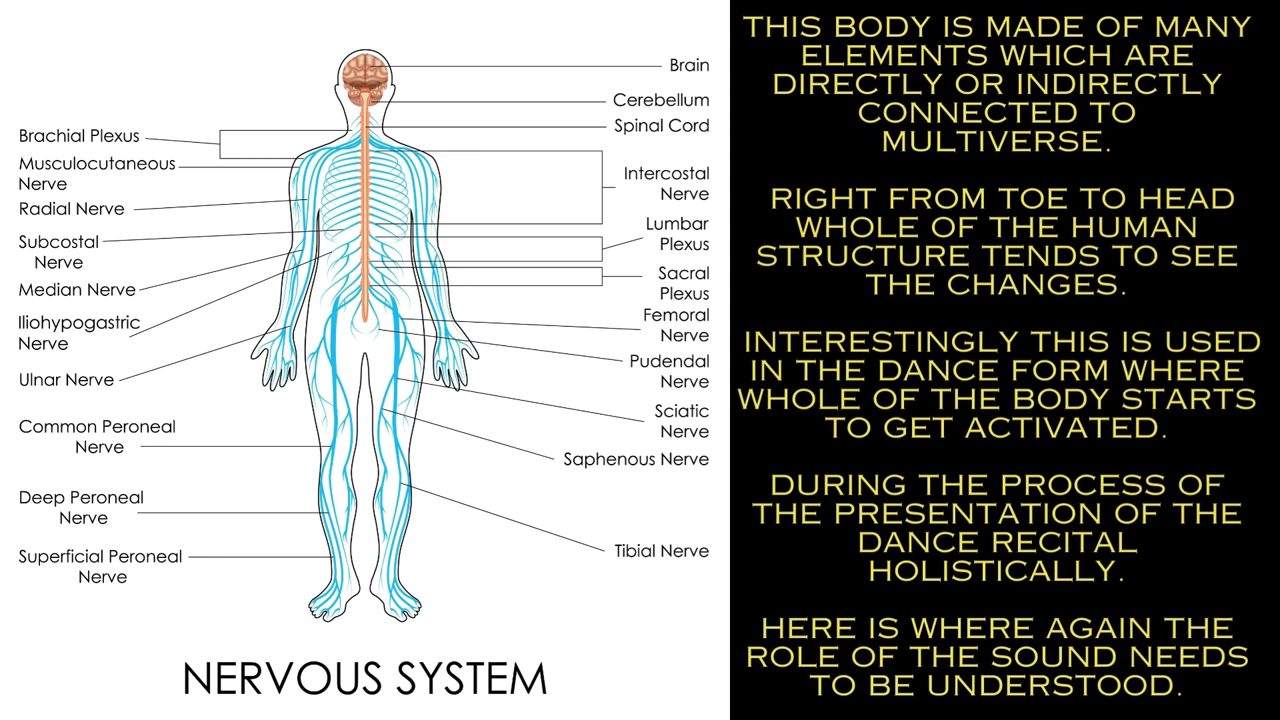 Brain
Cerebellum
Spinal Cord
Intercostal
Nerve
Lumbar
Plexus
Sacral
Plexus
Femoral
Nerve
Pudendal
Nerve
Sciatic
Nerve
Saphenous Nerve
Tibial Nerve
Brachial Plexus
Musculocutaneous
Nerve
Radial Nerve
Subcostal
Nerve
Median Nerve
Iliohypogastric
Nerve
Ulnar Nerve
Common Peroneal
Nerve
Deep Peroneal
Nerve
Superficial Peroneal
Nerve
NERVOUS SYSTEM
THIS BODY IS MADE OF MANY
ELEMENTS WHICH ARE
DIRECTLY OR INDIRECTLY
CONNECTED TO
MULTIVERSE.
RIGHT FROM TOE TO HEAD
WHOLE OF THE HUMAN
STRUCTURE TENDS TO SEE
THE CHANGES.
INTERESTINGLY THIS IS USED
IN THE DANCE FORM WHERE
WHOLE OF THE BODY STARTS
TO GET ACTIVATED.
DURING THE PROCESS OF
THE PRESENTATION OF THE
DANCE RECITAL
HOLISTICALLY.
HERE IS WHERE AGAIN THE
ROLE OF THE SOUND NEEDS
TO BE UNDERSTOOD.